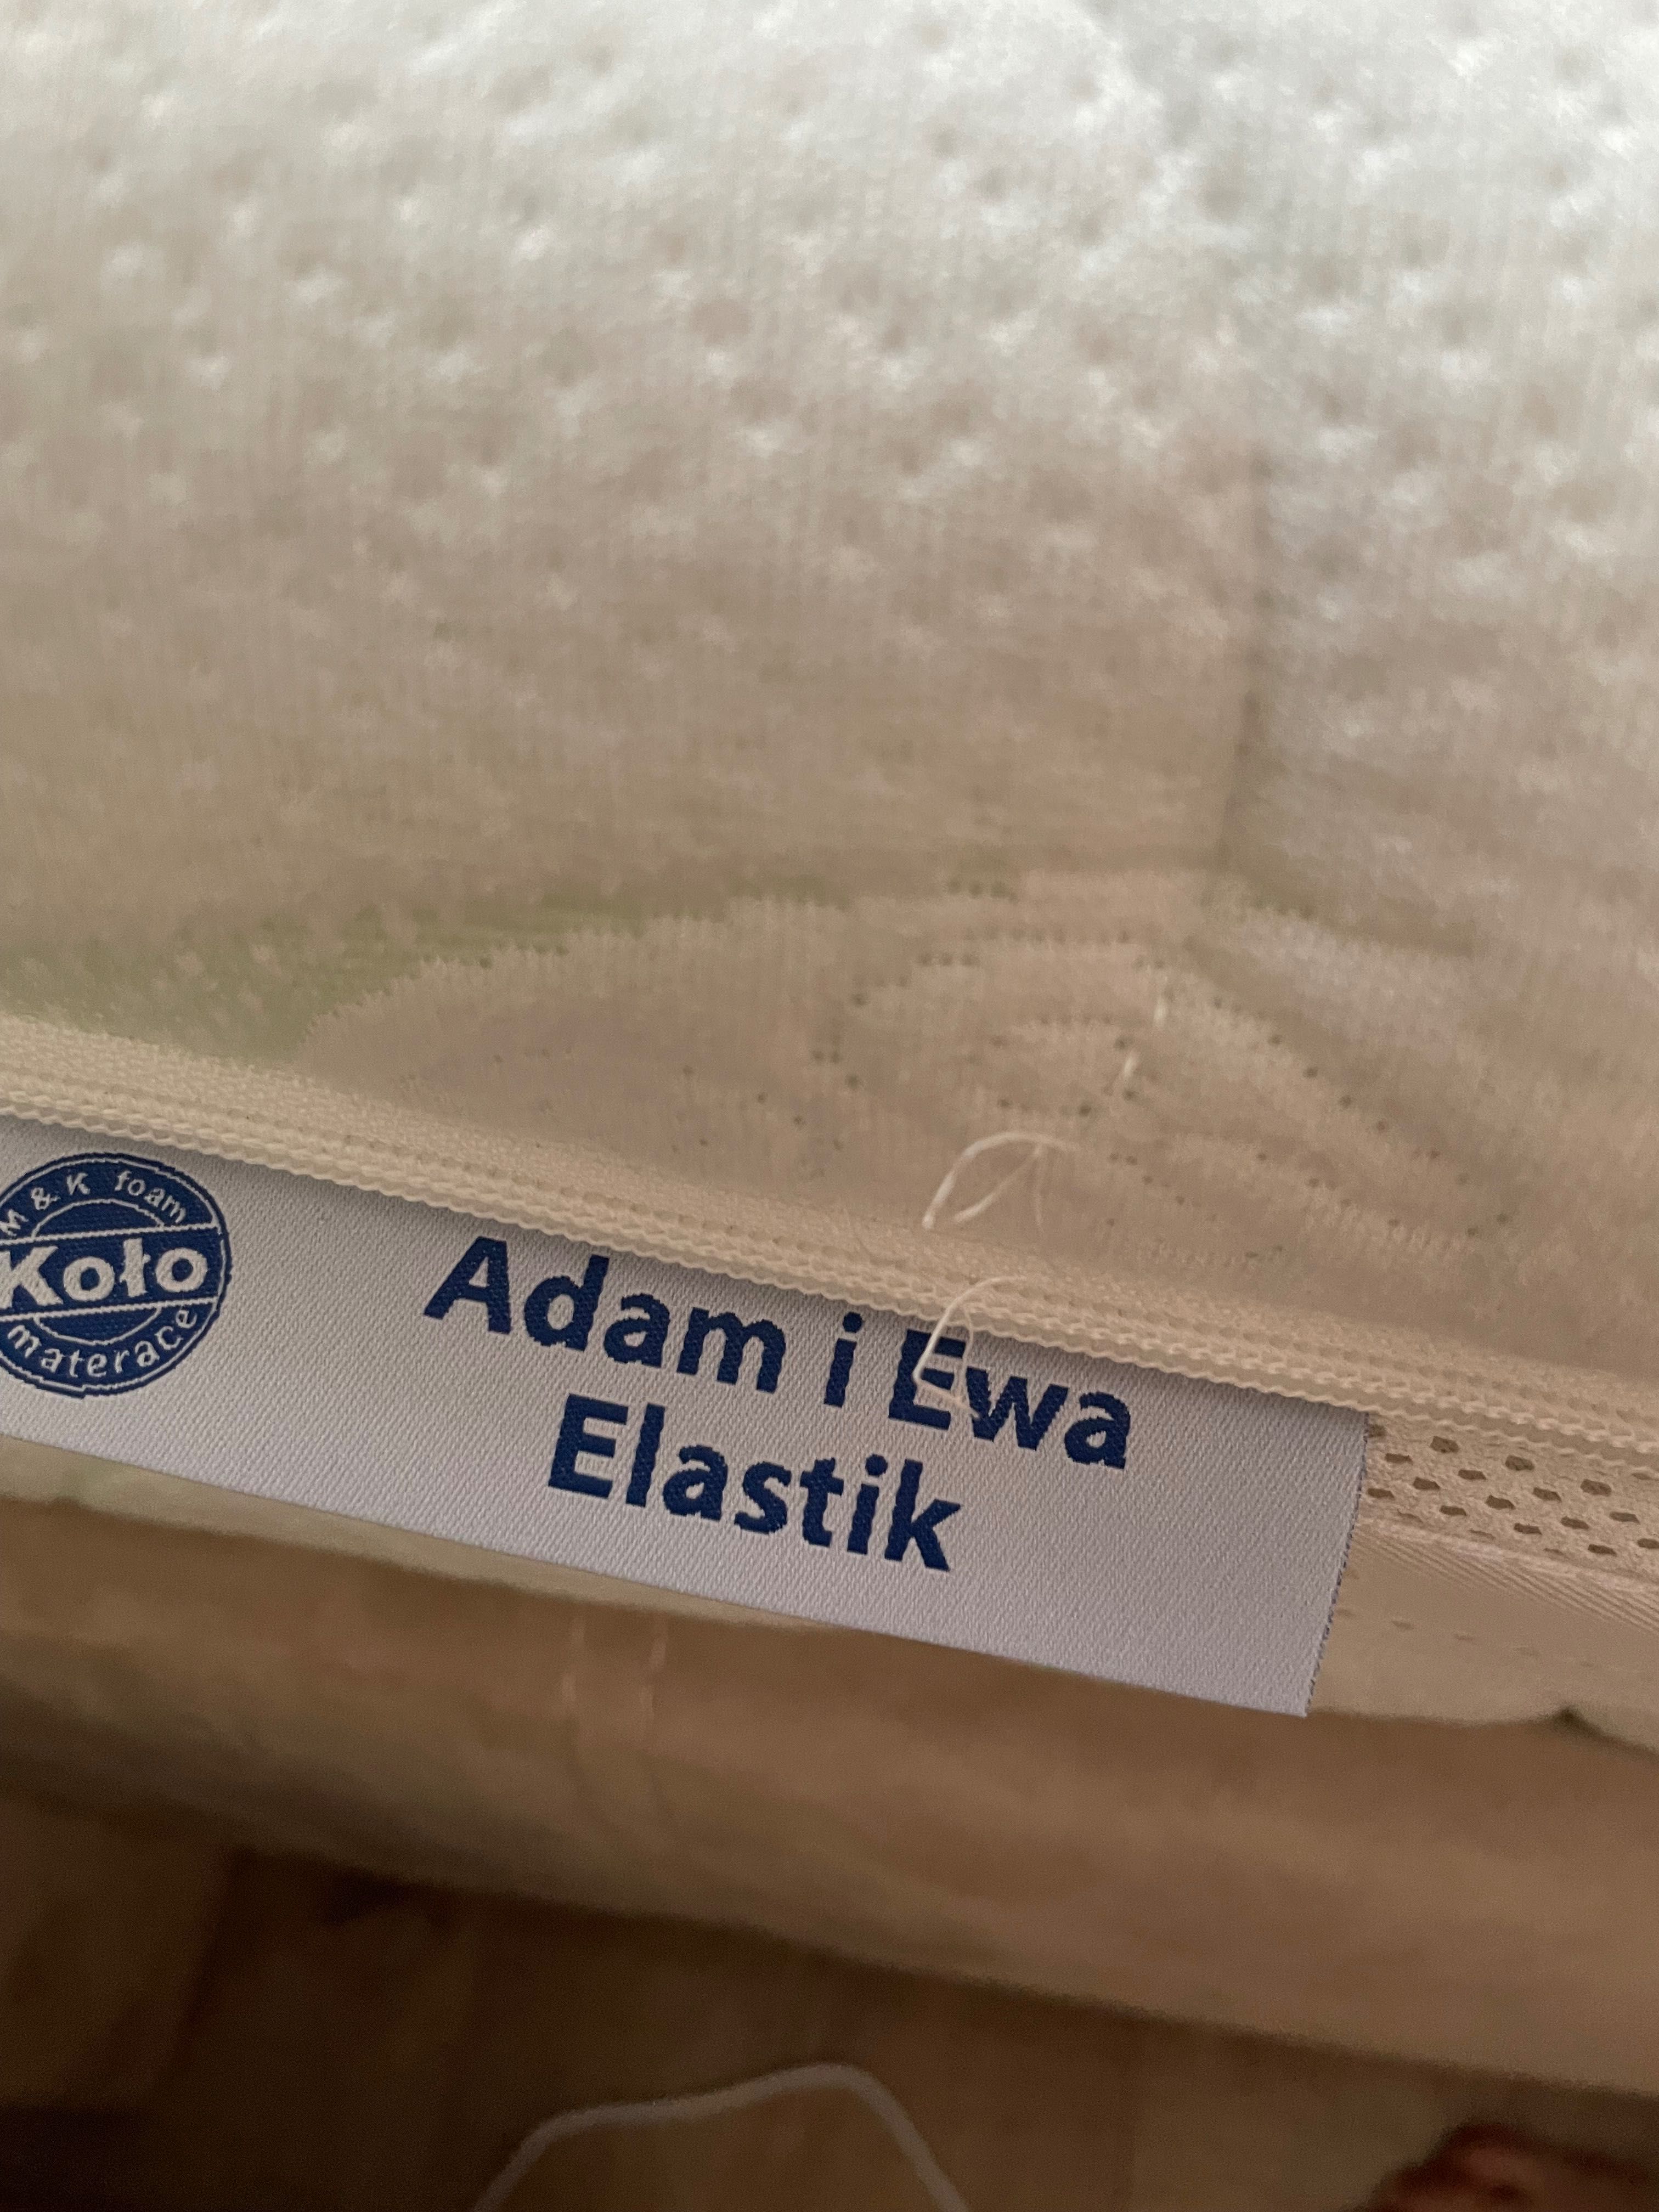 M & K foam
Koło
materace
Adam i Ewa
Elastik